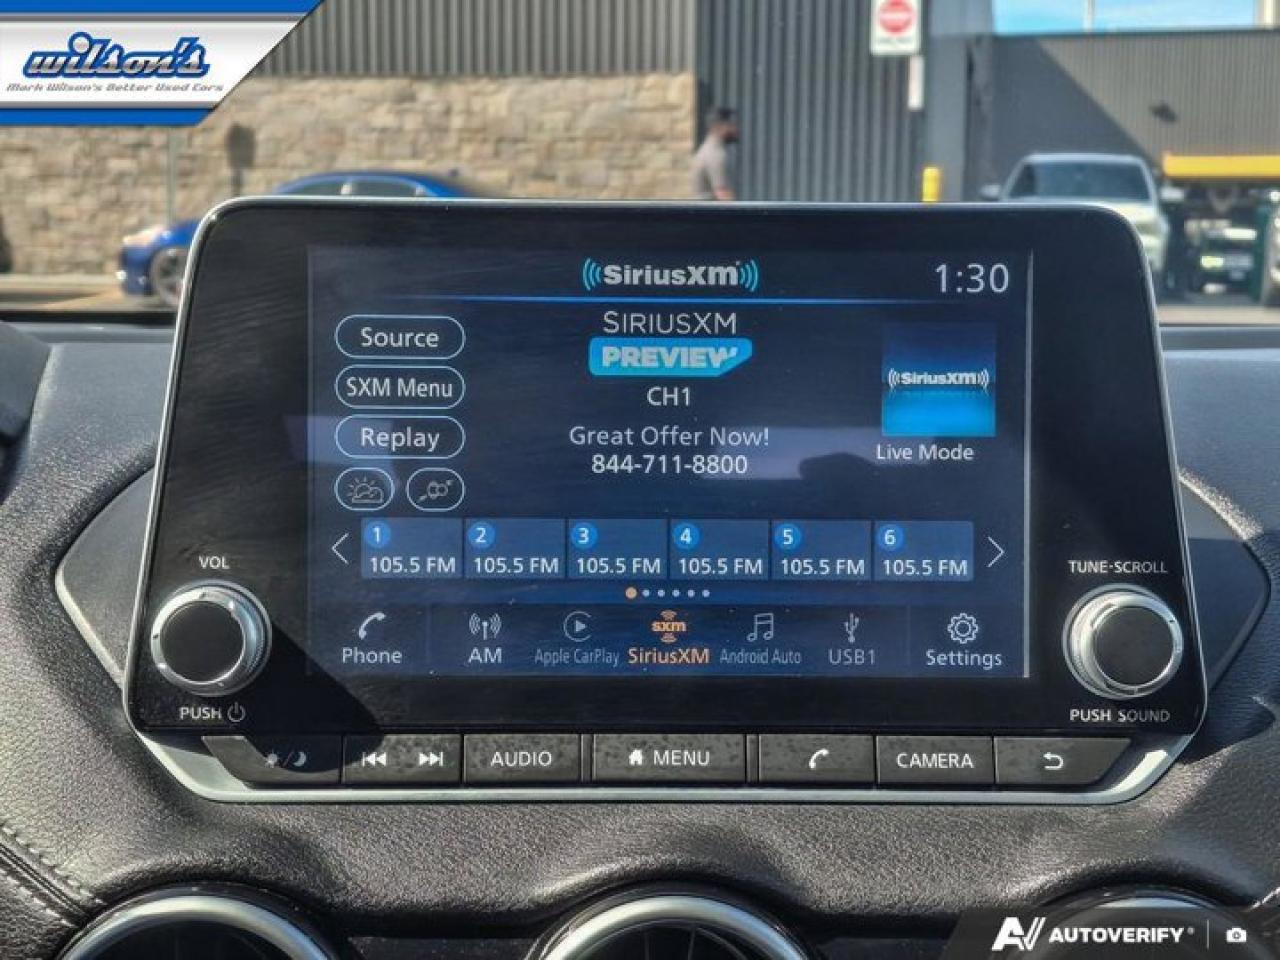 wilson's
Mark Wilson's Better Used Cars
SiriusXM
1:30
Source
SXM Menu
Replay
SIRIUSXM
PREVIEW
CH1
Great Offer Now!
844-711-8800
SiriusXM
Live Mode
1 2 3 4 5 6
105.5 FM 105.5 FM 105.5 FM 105.5 FM 105.5 FM 105.5 FM
sxm
Phone AM Apple CarPlay SiriusXM Android Auto USB1 Settings
VOL
PUSH
TUNE-SCROLL
PUSH SOUND
AUDIO MENU CAMERA
AV AUTOVERIFY